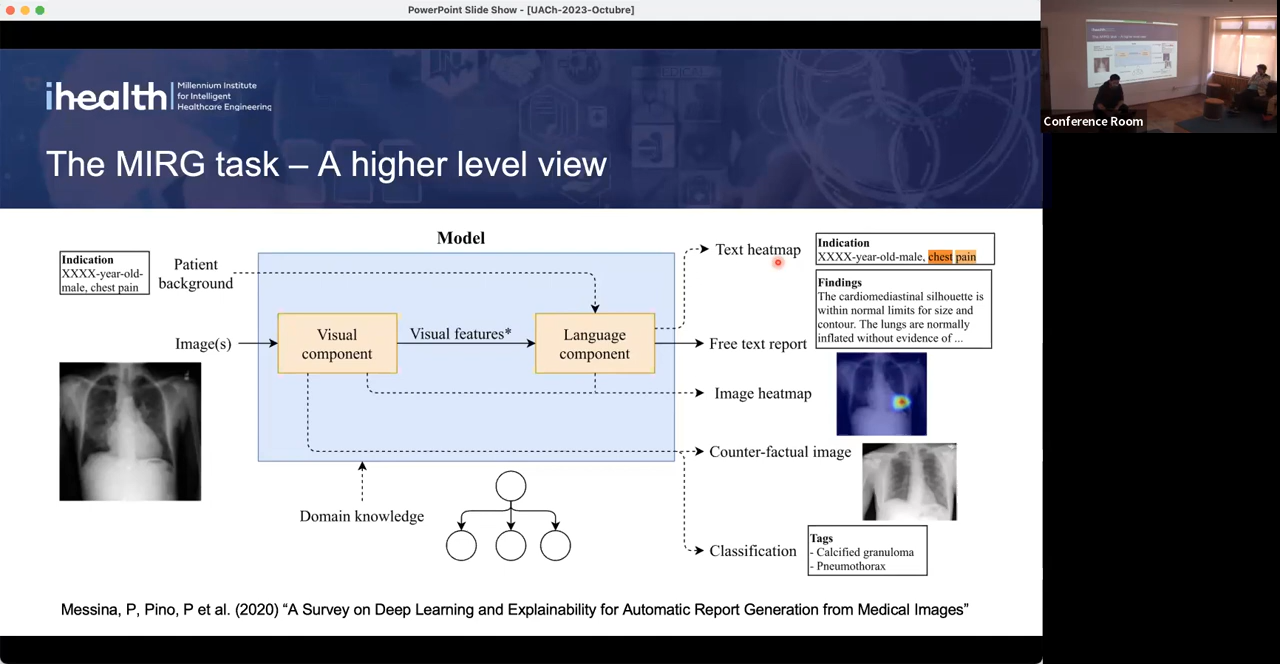 PowerPoint Slide Show - [UACh-2023-Octubre]
Conference Room
ihealth
Millennium Institute
for Intelligent
Healthcare Engineering
The MIRG task – A higher level view
Model
Indication
XXXX-year-old-
male, chest pain
Patient
background
Image(s)
Visual
component
Visual features*
Language
component
Domain knowledge
Text heatmap
Indication
XXXX-year-old-male, chest pain
Free text report
Findings
The cardiomediastinal silhouette is
within normal limits for size and
contour. The lungs are normally
inflated without evidence of ...
Image heatmap
Counter-factual image
Classification
Tags
- Calcified granuloma
- Pneumothorax
Messina, P, Pino, P et al. (2020) “A Survey on Deep Learning and Explainability for Automatic Report Generation from Medical Images”